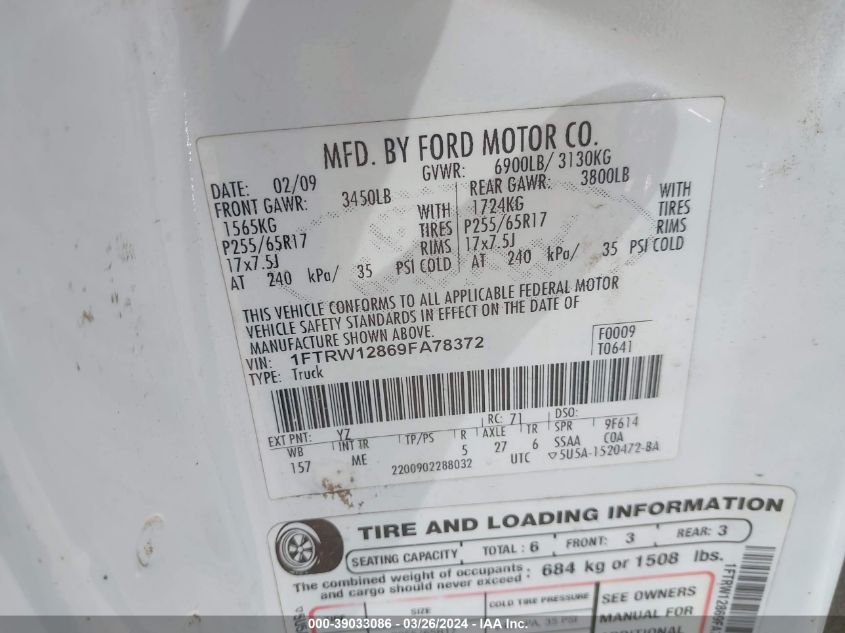 MFD. BY FORD MOTOR CO.
DATE: 02/09 GVWR: 6900LB/ 3130KG
FRONT GAWR: 3450LB REAR GAWR: 3800LB
1565KG WITH 1724KG WITH
P255/65R17 TIRES P255/65R17 TIRES
17x7.5J RIMS 17x7.5J RIMS
AT 240 kPa/ 35 PSI COLD AT 240 kPa/ 35 PSI COLD
THIS VEHICLE CONFORMS TO ALL APPLICABLE FEDERAL MOTOR
VEHICLE SAFETY STANDARDS IN EFFECT ON THE DATE OF
MANUFACTURE SHOWN ABOVE.
VIN: 1FTRW12869FA78372 F0009
TYPE: Truck T0641
EXT PNT: YZ RC: 71 DSO:
WB INT TR TP/PS R AXLE TR SPR 9F614
157 ME 5 27 6 SSAA COA
2200902288032 UTC ▽5U5A-1520472-BA
TIRE AND LOADING INFORMATION
SEATING CAPACITY TOTAL : 6 FRONT: 3 REAR: 3
The combined weight of occupants
and cargo should never exceed : 684 kg or 1508 lbs.
SIZE COLD TIRE PRESSURE SEE OWNERS
35 PSI MANUAL FOR
ADDITIONAL
1FTRW12869FA
39033086 - 03/26/2024 - IAA Inc.